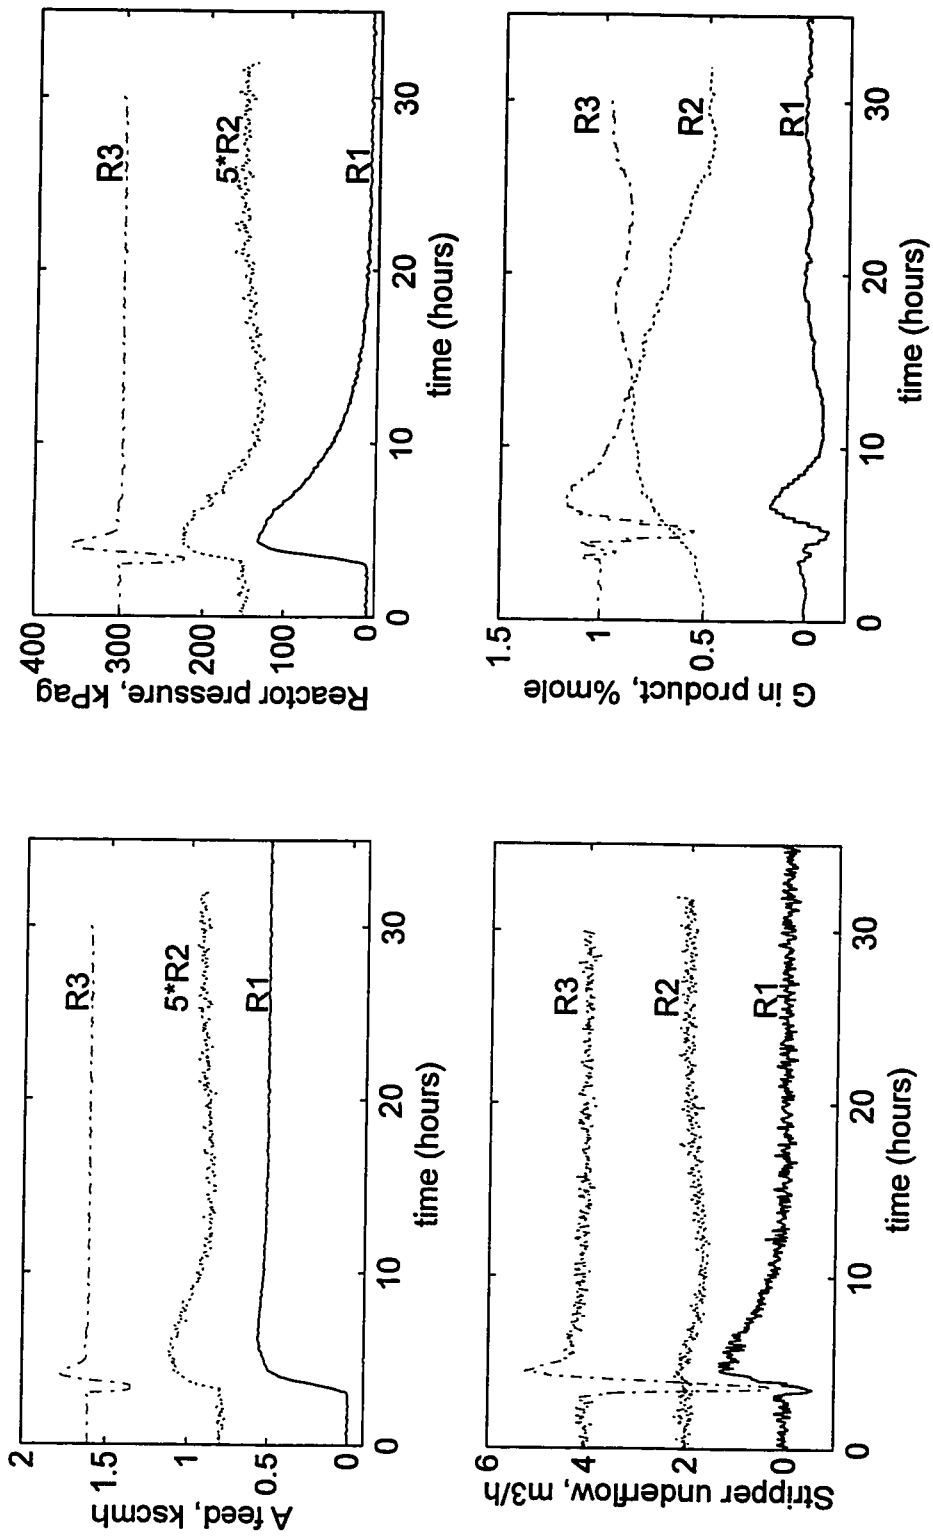 2
1.5
1
0.5
0
A feed, kscmh
R3
5*R2
R1
0
10
20
30
time (hours)
400
300
200
100
0
Reactor pressure, kPag
R3
5*R2
R1
0
10
20
30
time (hours)
6
4
2
0
Stripper underflow, m3/h
R3
R2
R1
0
10
20
30
time (hours)
1.5
1
0.5
0
G in product, %mole
R3
R2
R1
0
10
20
30
time (hours)